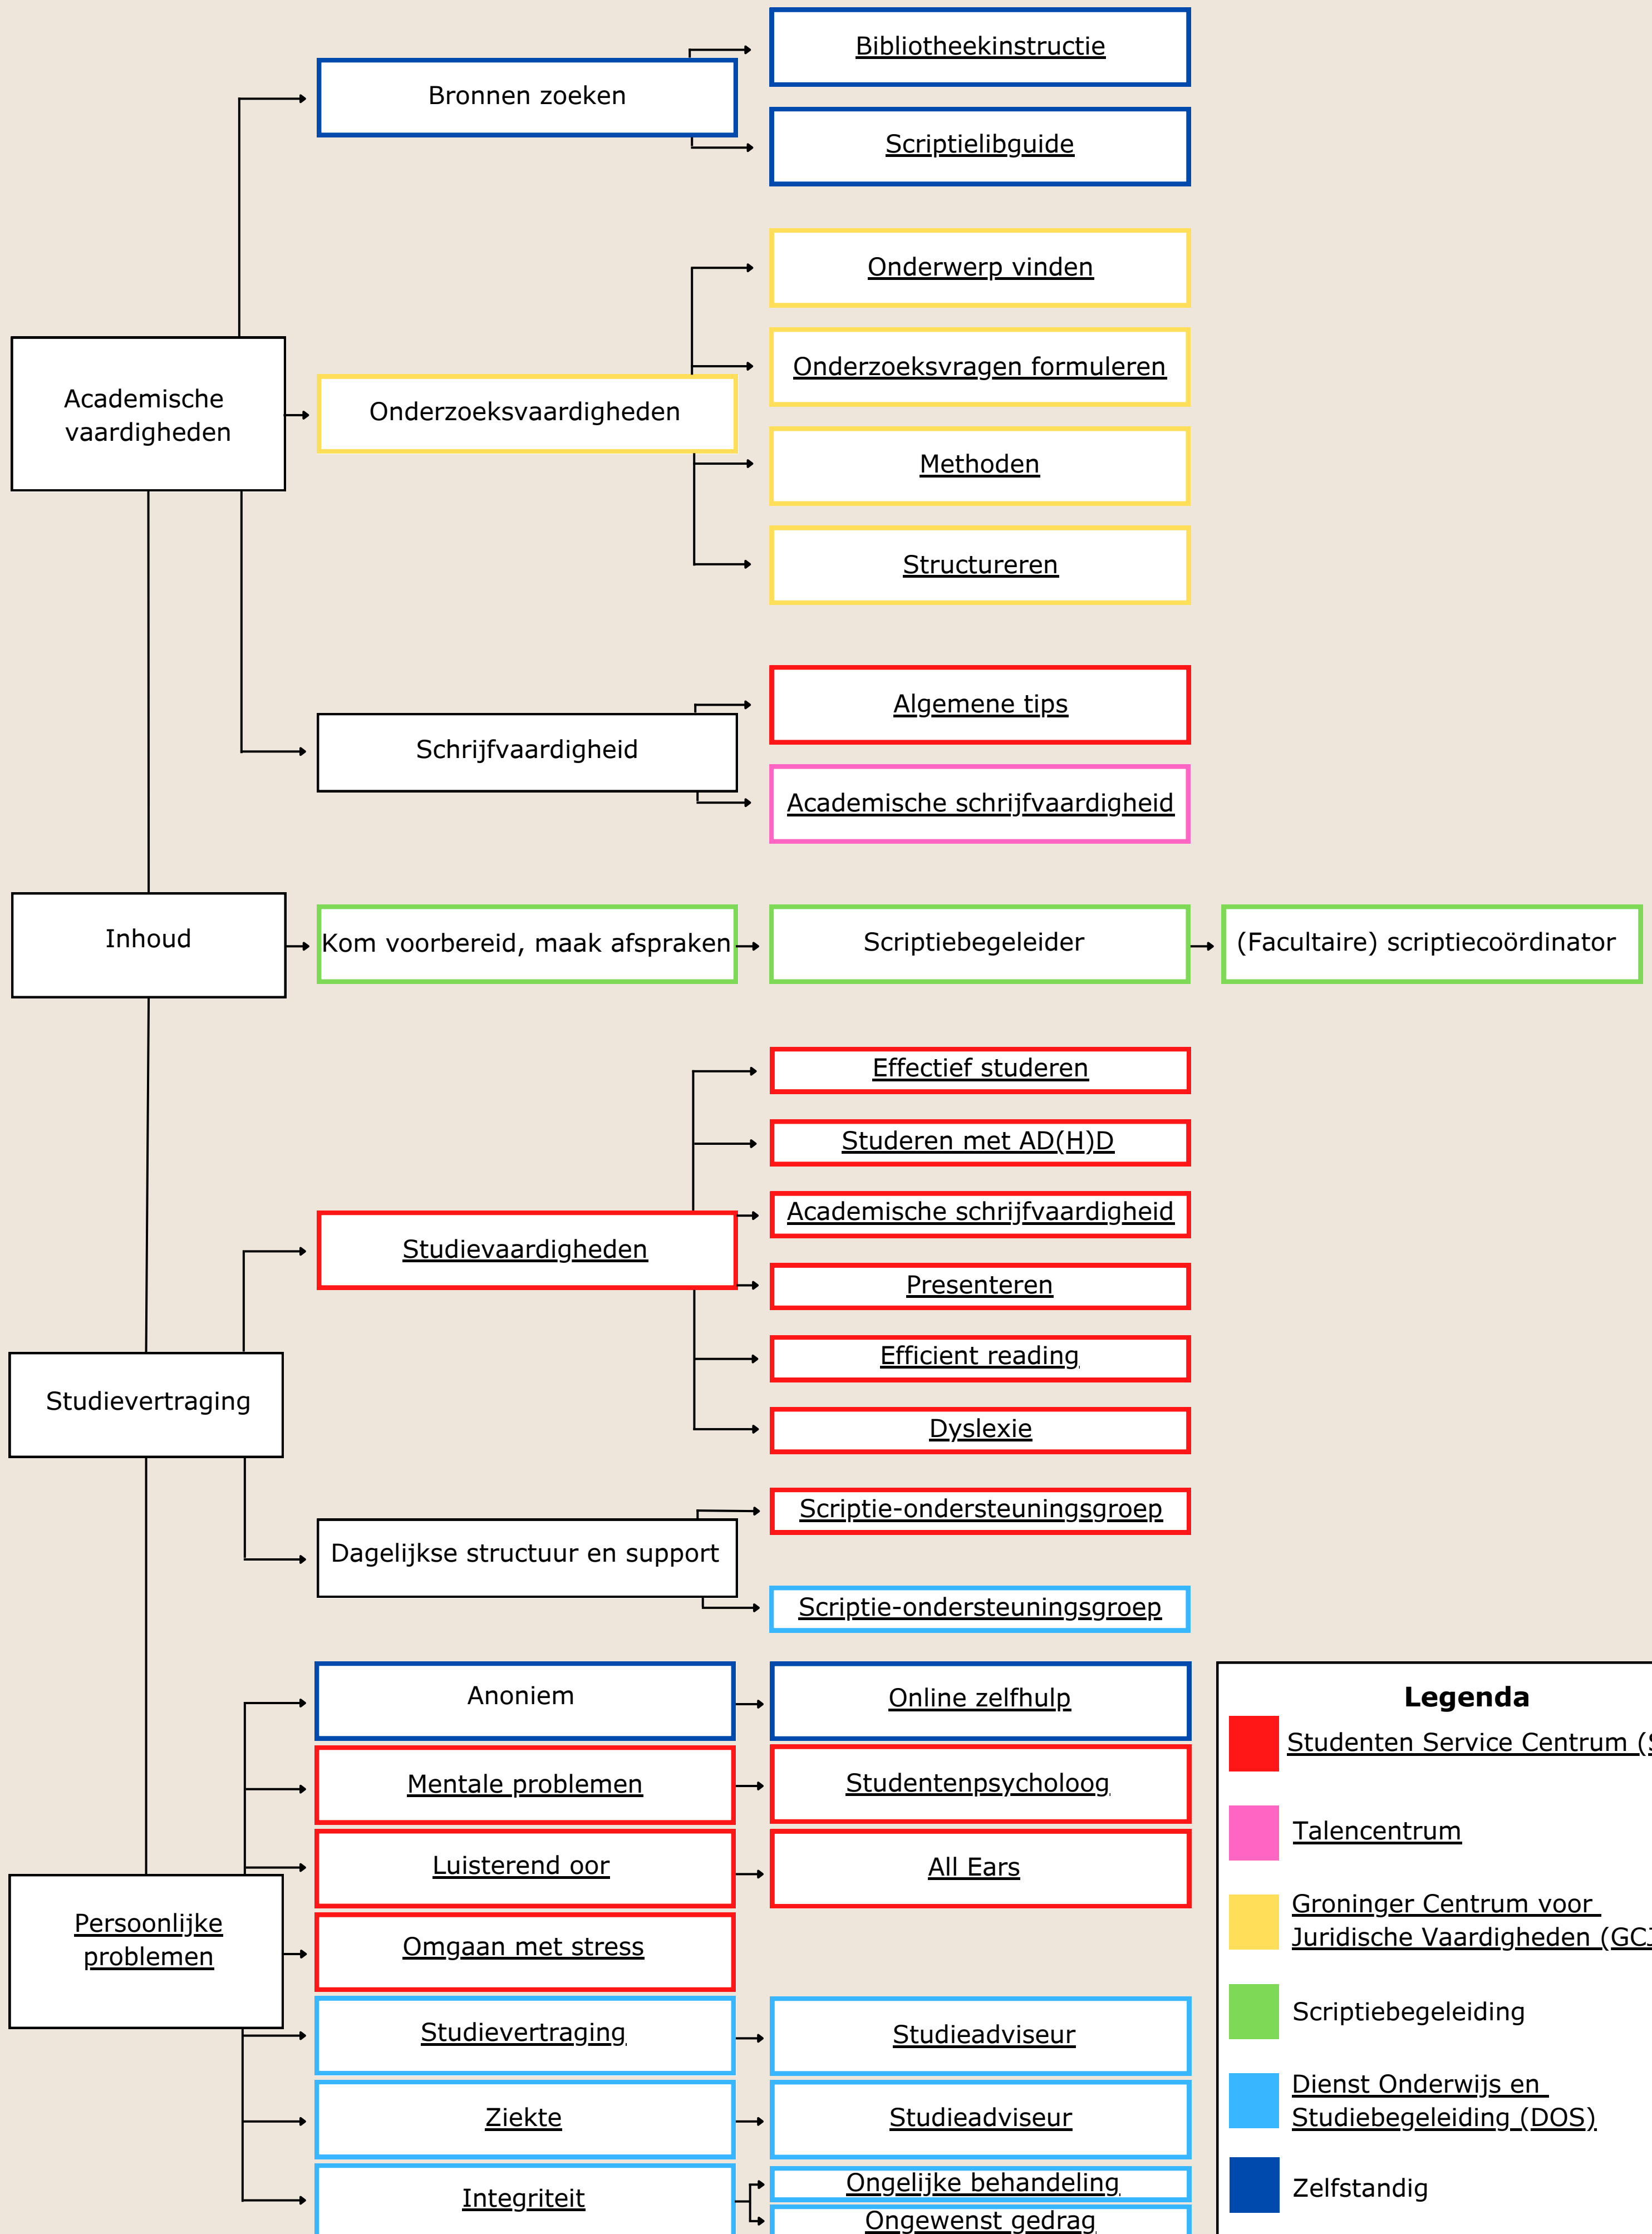 Bibliotheekinstructie
Bronnen zoeken
Scriptielibguide
Onderwerp vinden
Onderzoeksvragen formuleren
Academische
vaardigheden
Onderzoeksvaardigheden
Methoden
Structureren
Algemene tips
Schrijfvaardigheid
Academische schrijfvaardigheid
Inhoud
Kom voorbereid, maak afspraken
Scriptiebegeleider
(Facultaire) scriptiecoördinator
Effectief studeren
Studeren met AD(H)D
Academische schrijfvaardigheid
Studievaardigheden
Presenteren
Efficient reading
Studievertraging
Dyslexie
Scriptie-ondersteuningsgroep
Dagelijkse structuur en support
Scriptie-ondersteuningsgroep
Anoniem
Online zelfhulp
Mentale problemen
Studentenpsycholoog
Luisterend oor
All Ears
Persoonlijke
problemen
Omgaan met stress
Studievertraging
Studieadviseur
Ziekte
Studieadviseur
Integriteit
Ongelijke behandeling
Ongewenst gedrag
Legenda
Studenten Service Centrum
Talencentrum
Groninger Centrum voor
Juridische Vaardigheden
Scriptiebegeleiding
Dienst Onderwijs en
Studiebegeleiding (DOS)
Zelfstandig